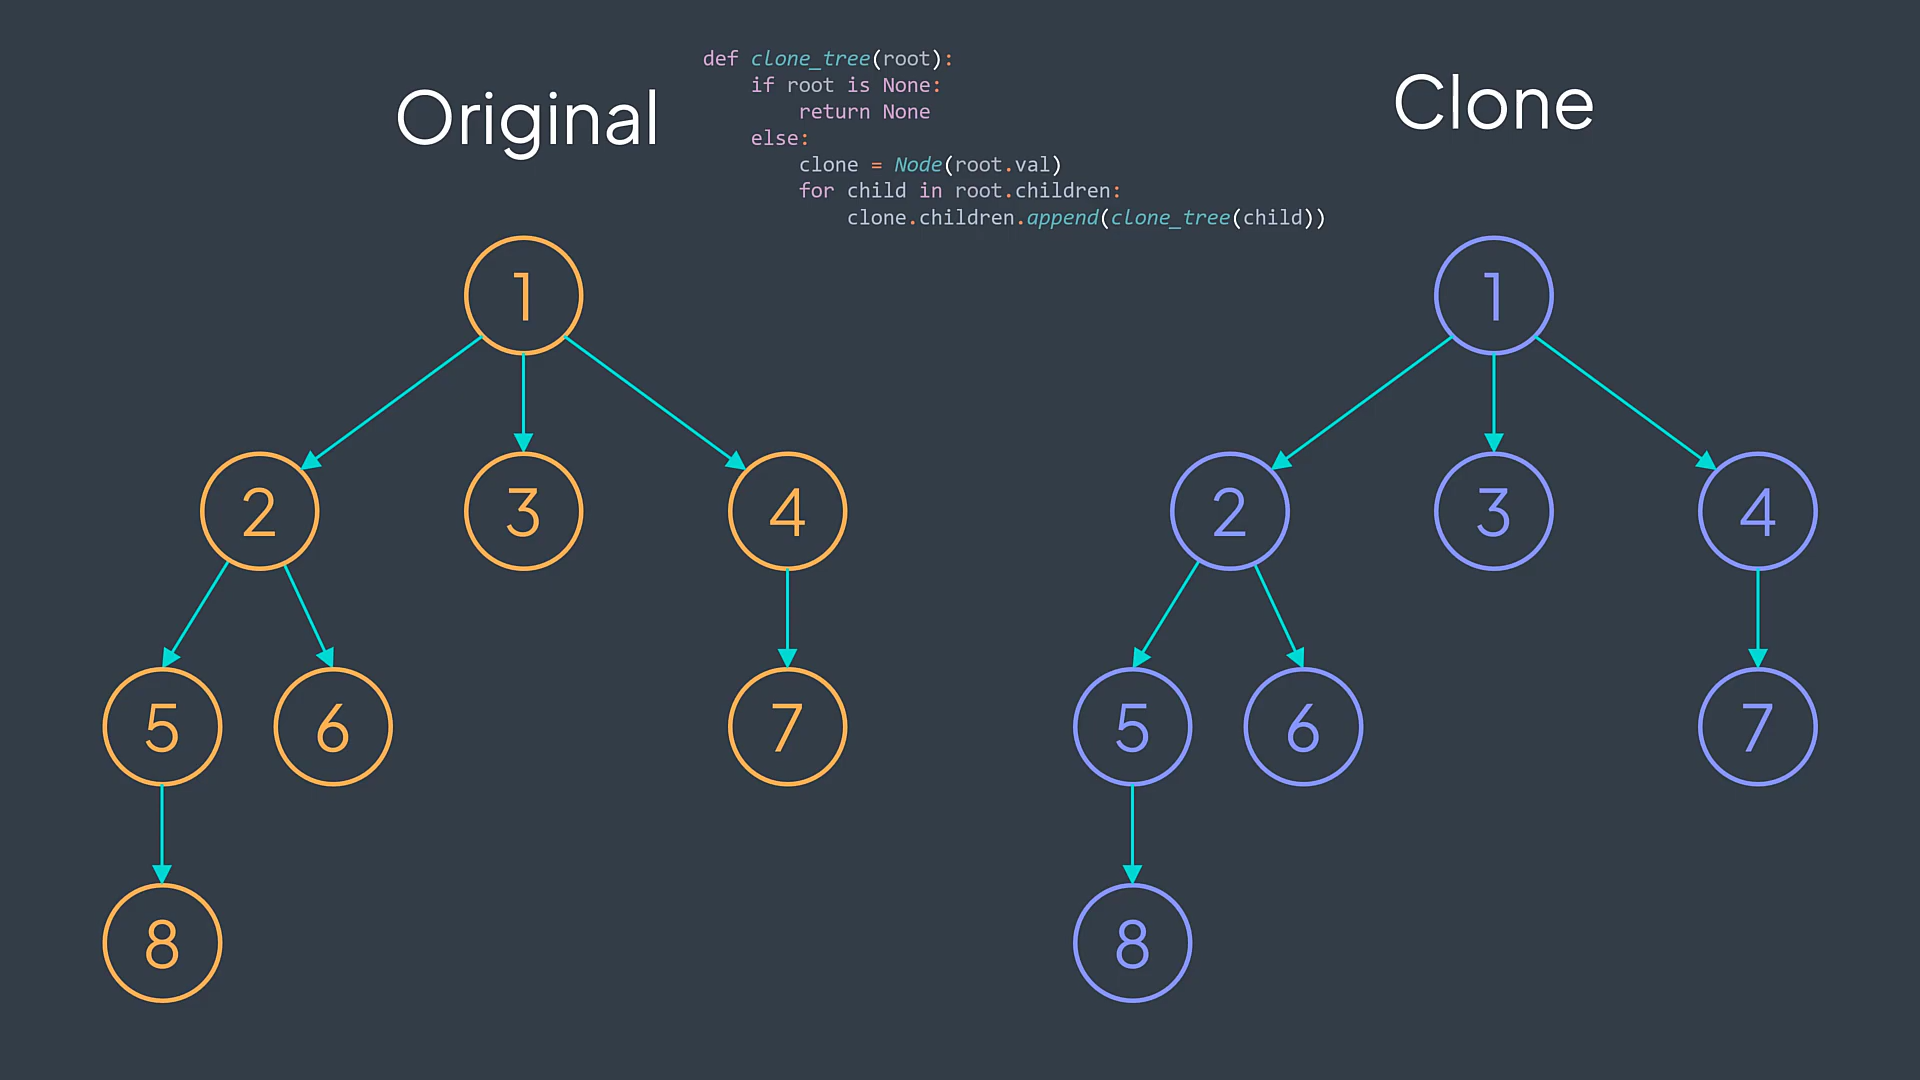 Original
def clone_tree(root):
    if root is None:
        return None
    else:
        clone = Node(root.val)
        for child in root.children:
            clone.children.append(clone_tree(child))
Clone
1
2 3 4
5 6 7
8
1
2 3 4
5 6 7
8